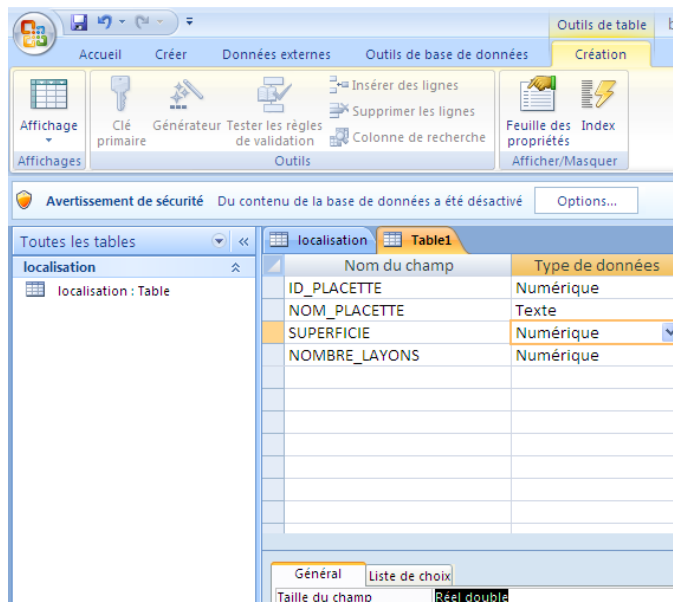 Outils de table
Accueil Créer Données externes Outils de base de données Création
Affichage
Clé primaire
Générateur
Tester les règles de validation
Insérer des lignes
Supprimer les lignes
Colonne de recherche
Feuille des propriétés
Index
Affichages Outils Afficher/Masquer
Avertissement de sécurité Du contenu de la base de données a été désactivé Options...
Toutes les tables
localisation
localisation : Table
localisation Table1
Nom du champ Type de données
ID_PLACETTE Numérique
NOM_PLACETTE Texte
SUPERFICIE Numérique
NOMBRE_LAYONS Numérique
Général Liste de choix
Taille du champ Réel double